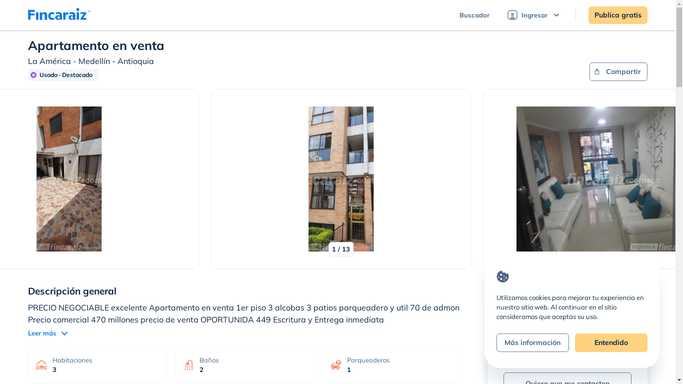 Fincaraiz
Buscador
Ingresar
Publica gratis
Apartamento en venta
La América - Medellín - Antioquia
Usado - Destacado
Compartir
1 / 13
Descripción general
PRECIO NEGOCIABLE excelente Apartamento en venta 1er piso 3 alcobas 3 patios parqueadero y util 70 de admon
Precio comercial 470 millones precio de venta OPORTUNIDA 449 Escritura y Entrega inmediata
Leer más
Habitaciones
3
Baños
2
Parqueaderos
1
Utilizamos cookies para mejorar tu experiencia en
nuestro sitio web. Al continuar en el sitio
consideramos que aceptas su uso.
Más información
Entendido
Quiero que me contacten